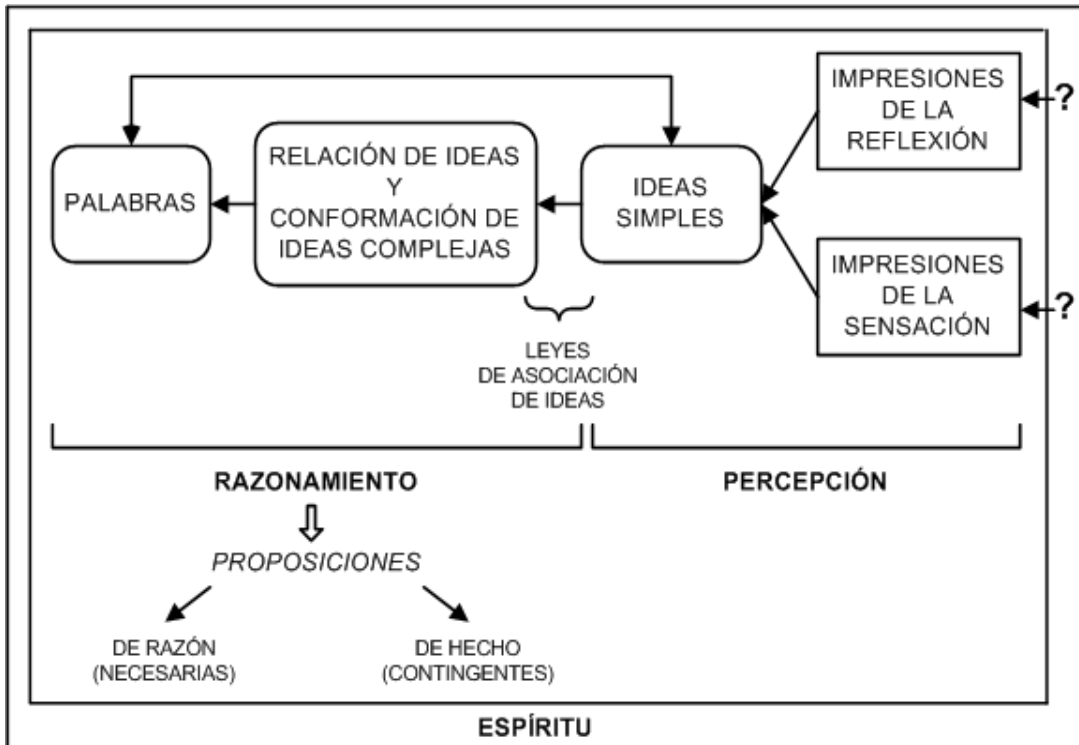 PALABRAS
RELACIÓN DE IDEAS
Y
CONFORMACIÓN DE
IDEAS COMPLEJAS
IDEAS
SIMPLES
IMPRESIONES
DE LA
REFLEXIÓN
?
IMPRESIONES
DE LA
SENSACIÓN
?
LEYES
DE ASOCIACIÓN
DE IDEAS
RAZONAMIENTO
PERCEPCIÓN
PROPOSICIONES
DE RAZÓN
(NECESARIAS)
DE HECHO
(CONTINGENTES)
ESPÍRITU